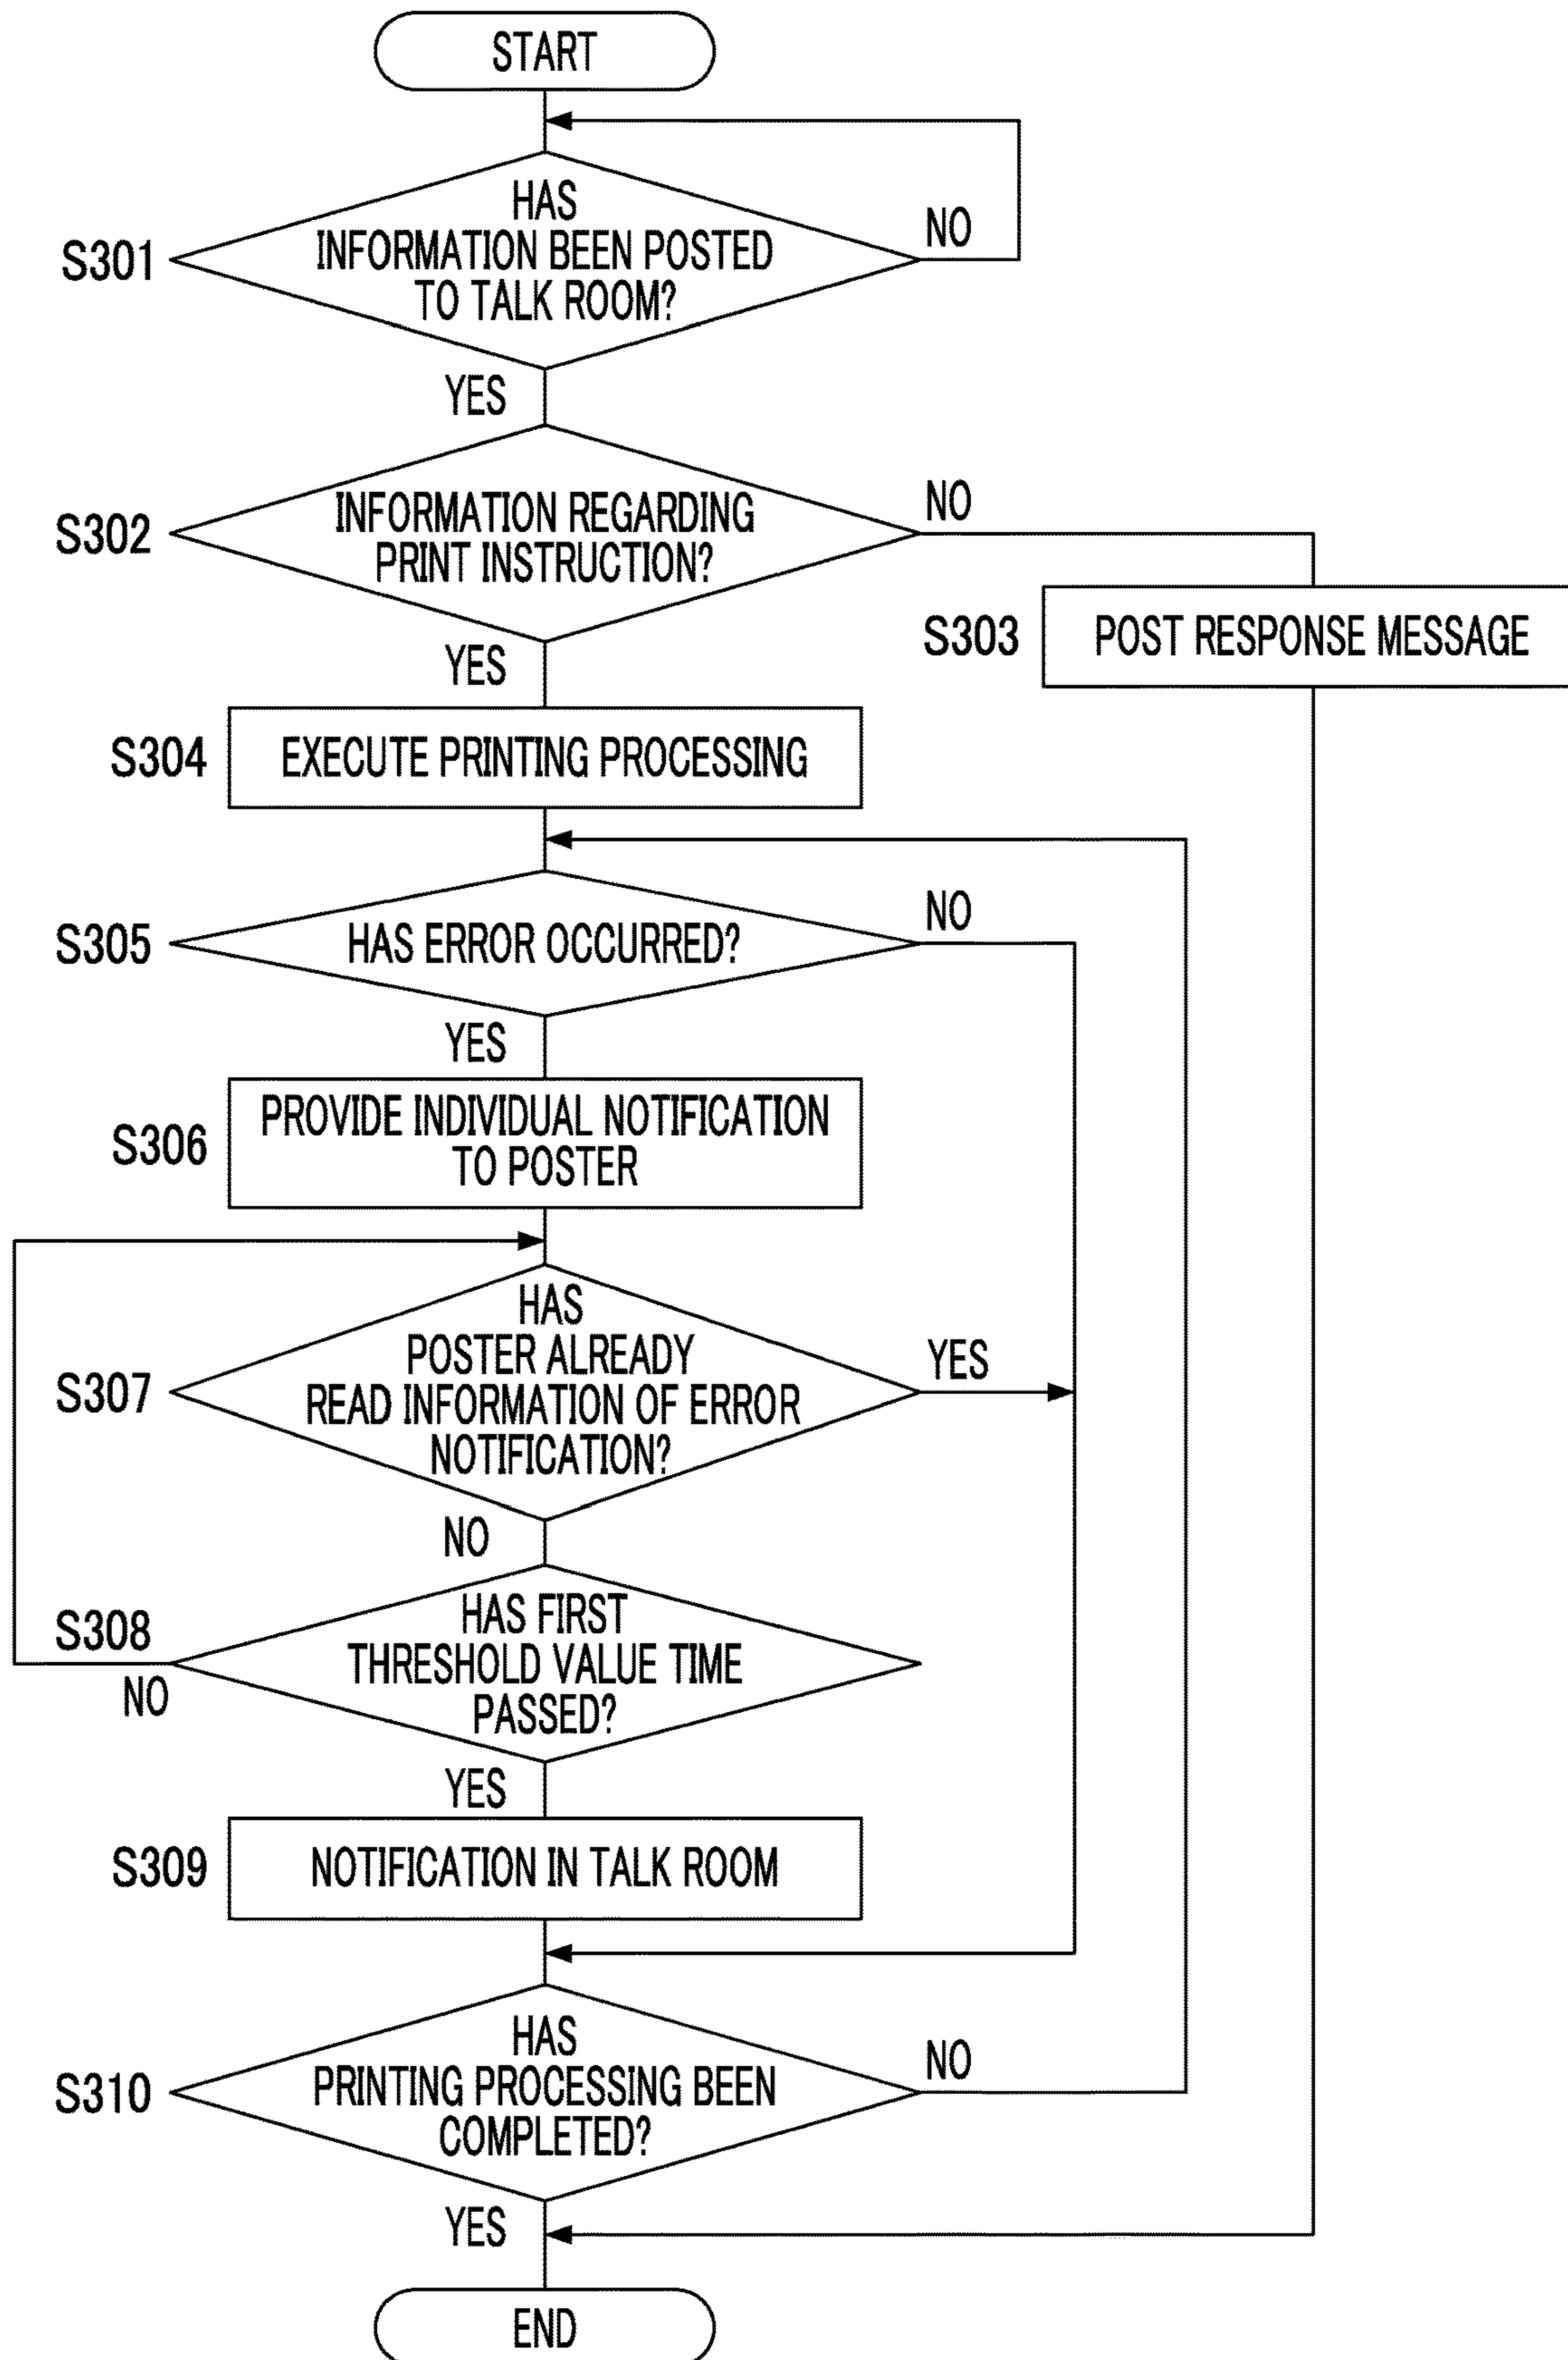 START
HAS
INFORMATION BEEN POSTED
TO TALK ROOM?
S301
NO
YES
INFORMATION REGARDING
PRINT INSTRUCTION?
S302
NO
S303
POST RESPONSE MESSAGE
YES
S304
EXECUTE PRINTING PROCESSING
S305
HAS ERROR OCCURRED?
NO
YES
S306
PROVIDE INDIVIDUAL NOTIFICATION
TO POSTER
HAS
POSTER ALREADY
READ INFORMATION OF ERROR
NOTIFICATION?
S307
YES
NO
S308
HAS FIRST
THRESHOLD VALUE TIME
PASSED?
NO
YES
S309
NOTIFICATION IN TALK ROOM
HAS
PRINTING PROCESSING BEEN
COMPLETED?
S310
NO
YES
END